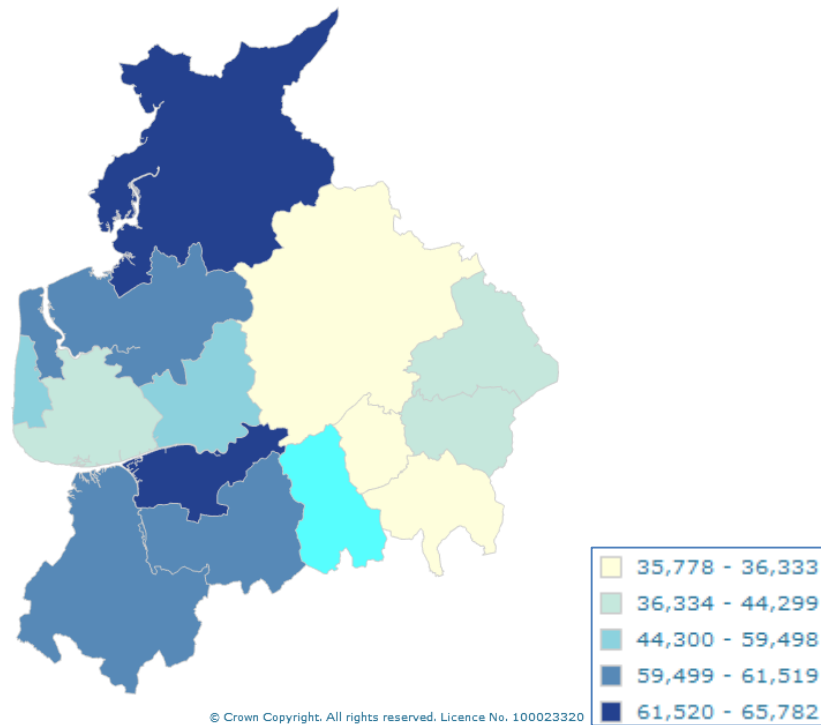 35,778 - 36,333
36,334 - 44,299
44,300 - 59,498
59,499 - 61,519
61,520 - 65,782
© Crown Copyright. All rights reserved. Licence No. 100023320